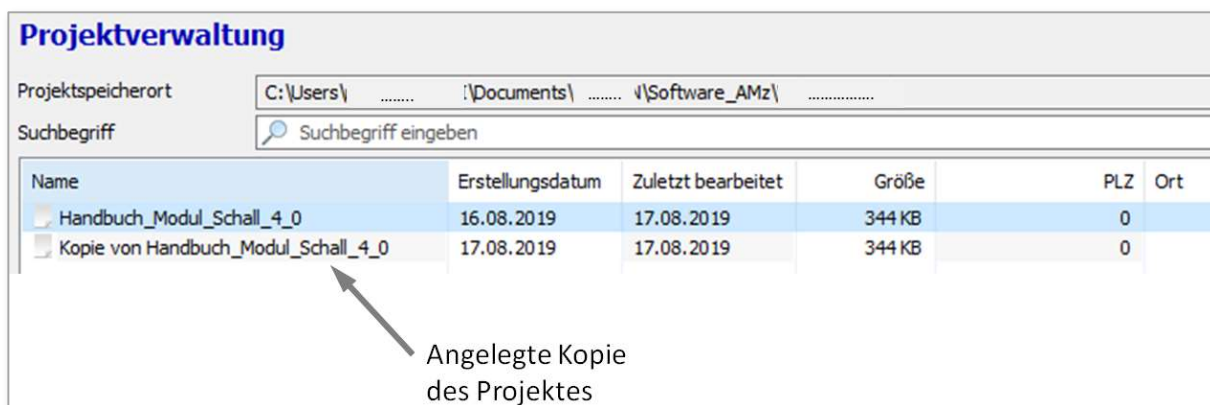 Projektverwaltung
Projektspeicherort C:\Users\ ........ \Documents\ ........ \Software_AMz\ ................
Suchbegriff Suchbegriff eingeben
Name Erstellungsdatum Zuletzt bearbeitet Größe PLZ Ort
Handbuch_Modul_Schall_4_0 16.08.2019 17.08.2019 344 KB 0
Kopie von Handbuch_Modul_Schall_4_0 17.08.2019 17.08.2019 344 KB 0
Angelegte Kopie
des Projektes